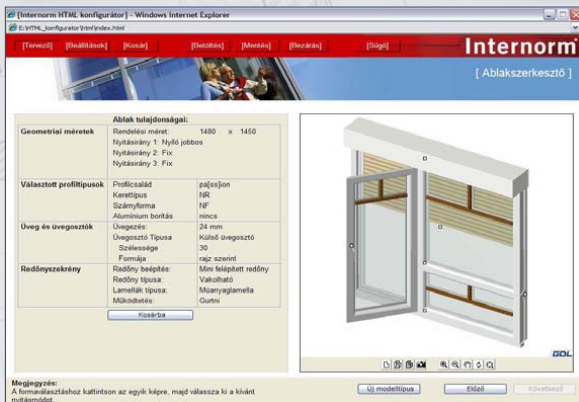 [Internorm HTML konfigurátor] - Windows Internet Explorer
E:\HTML_konfigurator\html\index.html
[Tervező] [Beállítások] [Kosár] [Betöltés] [Mentés] [Bezárás] [Súgó]
Internorm
[ Ablakszerkesztő ]
Ablak tulajdonságai:
Geometriai méretek Rendelési méret: 1480 x 1450
Nyitásirány 1: Nyíló jobbos
Nyitásirány 2: Fix
Nyitásirány 3: Fix
Választott profiltípusok Profilcsalád pa[ss]ion
Kerettípus NR
Szárnyforma NF
Alumínium borítás nincs
Üveg és üvegosztók Üvegezés: 24 mm
Üvegosztó Típusa Külső üvegosztó
Szélessége 30
Formája rajz szerint
Redőnyszekrény Redőny beépítés: Mini felépített redőny
Redőny típusa: Vakolható
Lamellák típusa: Műanyaglamella
Működtetés: Gurtni
Kosárba
GDL
Megjegyzés:
A formaválasztáshoz kattintson az egyik képre, majd válassza ki a kívánt
nyitásmódot.
Új modelltípus Előző Következő